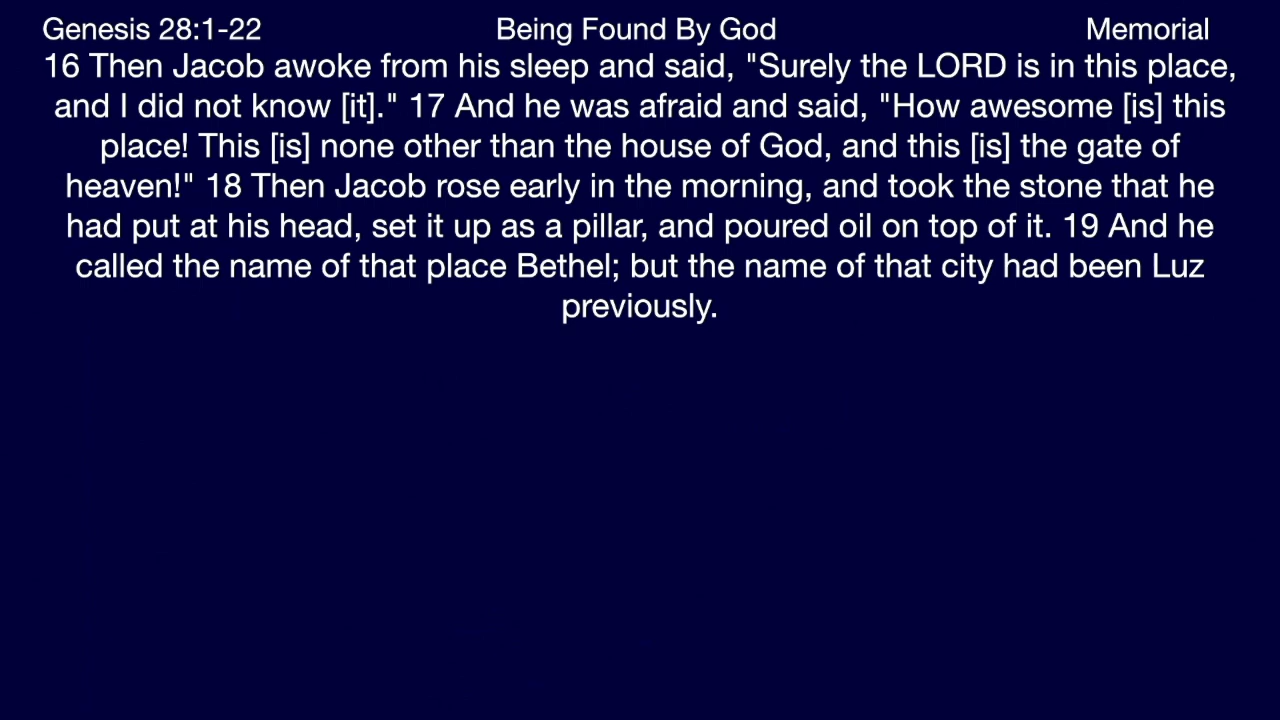 Genesis 28:1-22 Being Found By God Memorial
16 Then Jacob awoke from his sleep and said, "Surely the LORD is in this place,
and I did not know [it]." 17 And he was afraid and said, "How awesome [is] this
place! This [is] none other than the house of God, and this [is] the gate of
heaven!" 18 Then Jacob rose early in the morning, and took the stone that he
had put at his head, set it up as a pillar, and poured oil on top of it. 19 And he
called the name of that place Bethel; but the name of that city had been Luz
previously.